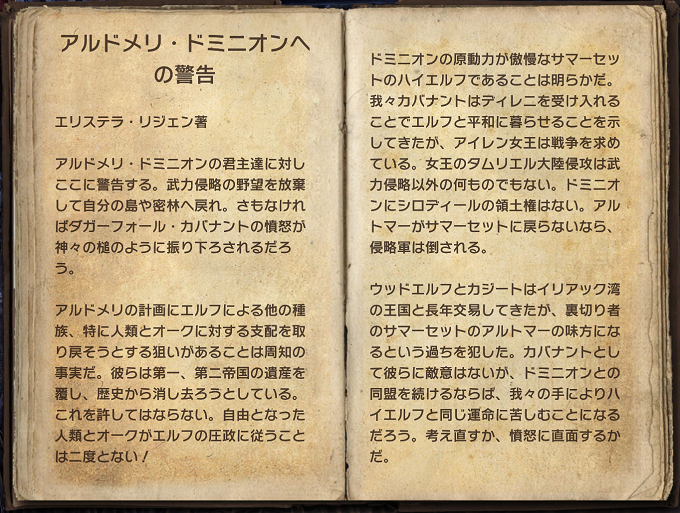 アルドメリ・ドミニオンへ
の警告
エリステラ・リジェン著
アルドメリ・ドミニオンの君主達に対し
ここに警告する。武力侵略の野望を放棄
して自分の島や密林へ戻れ。さもなけれ
ばダガーフォール・カバナントの憤怒が
神々の槌のように振り下ろされるだろ
う。
アルドメリの計画にエルフによる他の種
族、特に人類とオークに対する支配を取
り戻そうとする狙いがあることは周知の
事実だ。彼らは第一、第二帝国の遺産を
覆し、歴史から消し去ろうとしている。
これを許してはならない。自由となった
人類とオークがエルフの圧政に従うこと
は二度とない！
ドミニオンの原動力が傲慢なサマーセッ
トのハイエルフであることは明らかだ。
我々カバナントはディレニを受け入れる
ことでエルフと平和に暮らせることを示
してきたが、アイレン女王は戦争を求め
ている。女王のタムリエル大陸侵攻は武
力侵略以外の何ものでもない。ドミニオ
ンにシロディールの領土権はない。アル
トマーがサマーセットに戻らないなら、
侵略軍は倒される。
ウッドエルフとカジートはイリアック湾
の王国と長年交易してきたが、裏切り者
のサマーセットのアルトマーの味方にな
るという過ちを犯した。カバナントとし
て彼らに敵意はないが、ドミニオンとの
同盟を続けるならば、我々の手によりハ
イエルフと同じ運命に苦しむことになる
だろう。考え直すか、憤怒に直面するか
だ。